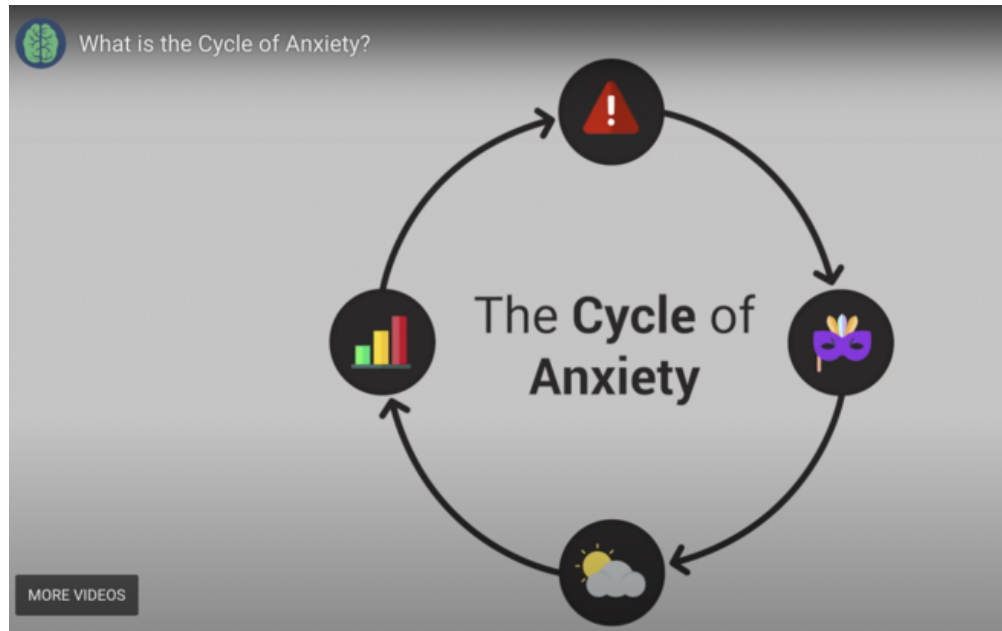 What is the Cycle of Anxiety?
The Cycle of
Anxiety
MORE VIDEOS